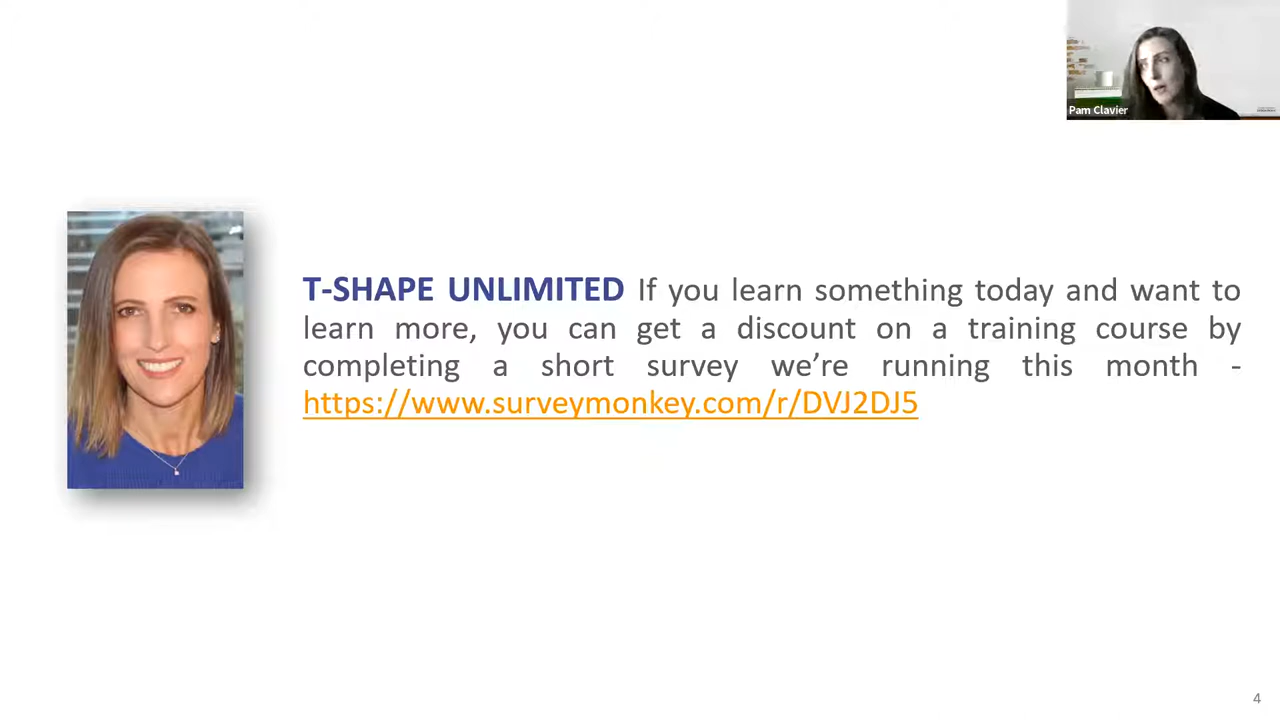 Pam Clavier
T-SHAPE UNLIMITED If you learn something today and want to
learn more, you can get a discount on a training course by
completing a short survey we’re running this month -
https://www.surveymonkey.com/r/DVJ2DJ5
4